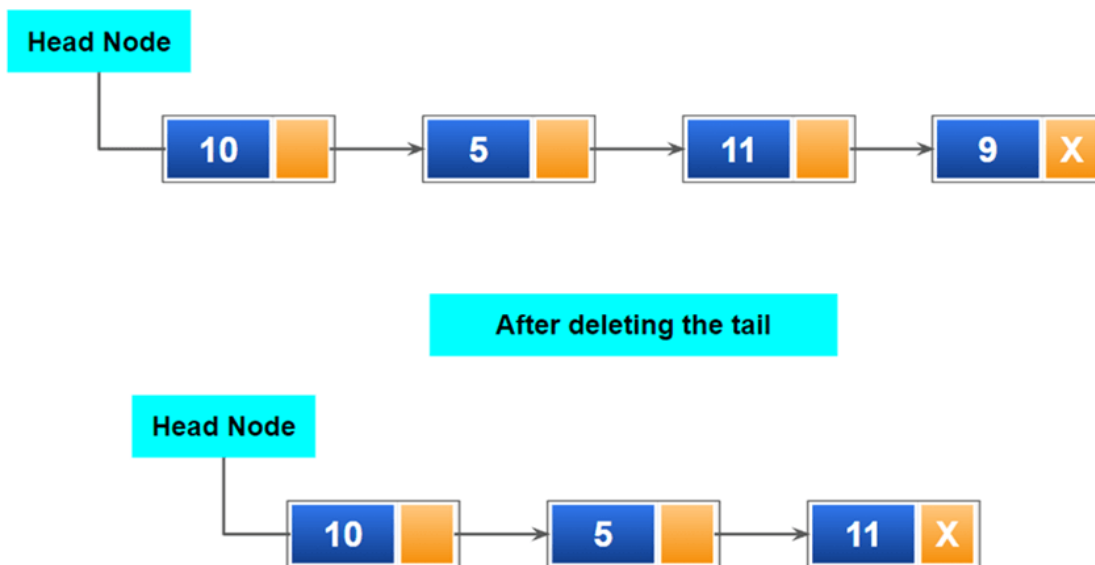 Head Node
10 5 11 9 X
After deleting the tail
Head Node
10 5 11 X